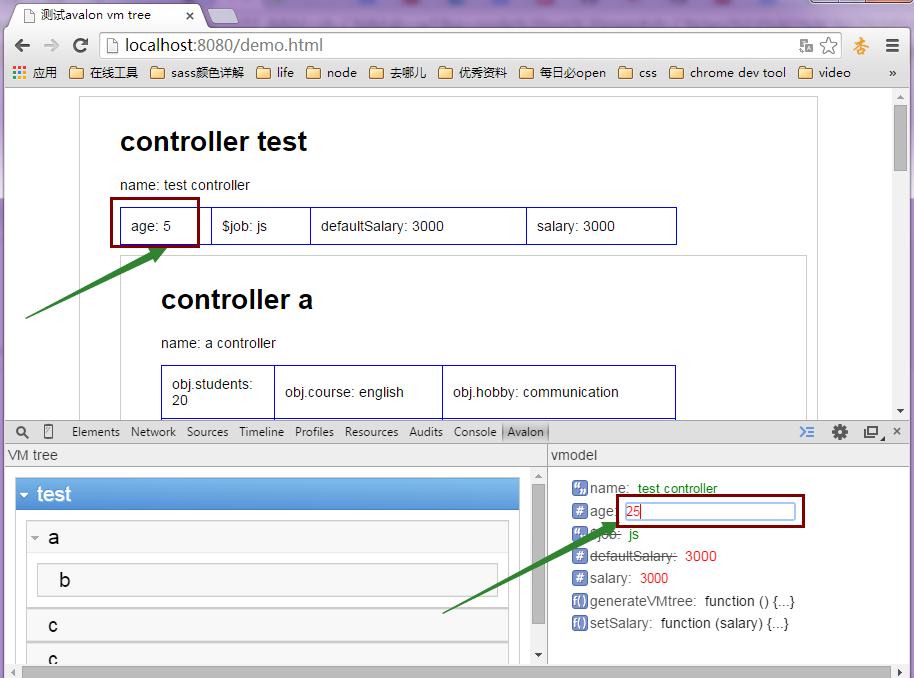 测试avalon vm tree
localhost:8080/demo.html
应用 在线工具 sass颜色详解 life node 去哪儿 优秀资料 每日必open css chrome dev tool video »
controller test
name: test controller
age: 5 $job: js defaultSalary: 3000 salary: 3000
controller a
name: a controller
obj.students: 20 obj.course: english obj.hobby: communication
Elements Network Sources Timeline Profiles Resources Audits Console Avalon
VM tree
test
a
b
c
c
vmodel
name: test controller
age: 25
$job: js
defaultSalary: 3000
salary: 3000
f() generateVMtree: function () {...}
f() setSalary: function (salary) {...}